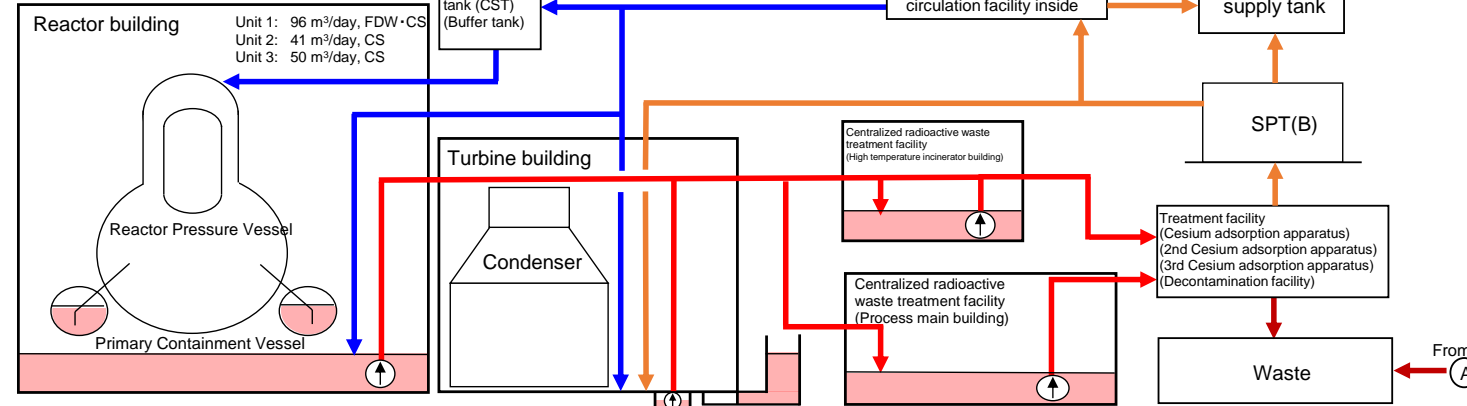 Reactor building
Unit 1: 96 m³/day, FDW・CS
Unit 2: 41 m³/day, CS
Unit 3: 50 m³/day, CS
tank (CST)
(Buffer tank)
circulation facility inside
supply tank
SPT(B)
Turbine building
Centralized radioactive waste
treatment facility
(High temperature incinerator building)
Reactor Pressure Vessel
Condenser
Treatment facility
(Cesium adsorption apparatus)
(2nd Cesium adsorption apparatus)
(3rd Cesium adsorption apparatus)
(Decontamination facility)
Centralized radioactive
waste treatment facility
(Process main building)
Primary Containment Vessel
Waste
From
A